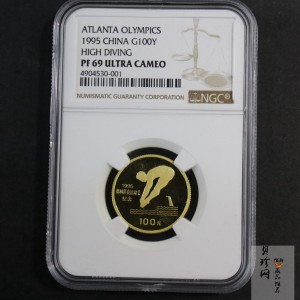 ATLANTA OLYMPICS
1995 CHINA G100Y
HIGH DIVING
PF 69 ULTRA CAMEO
4904530-001
NUMISMATIC GUARANTY CORPORATION
NGC
1996
100元